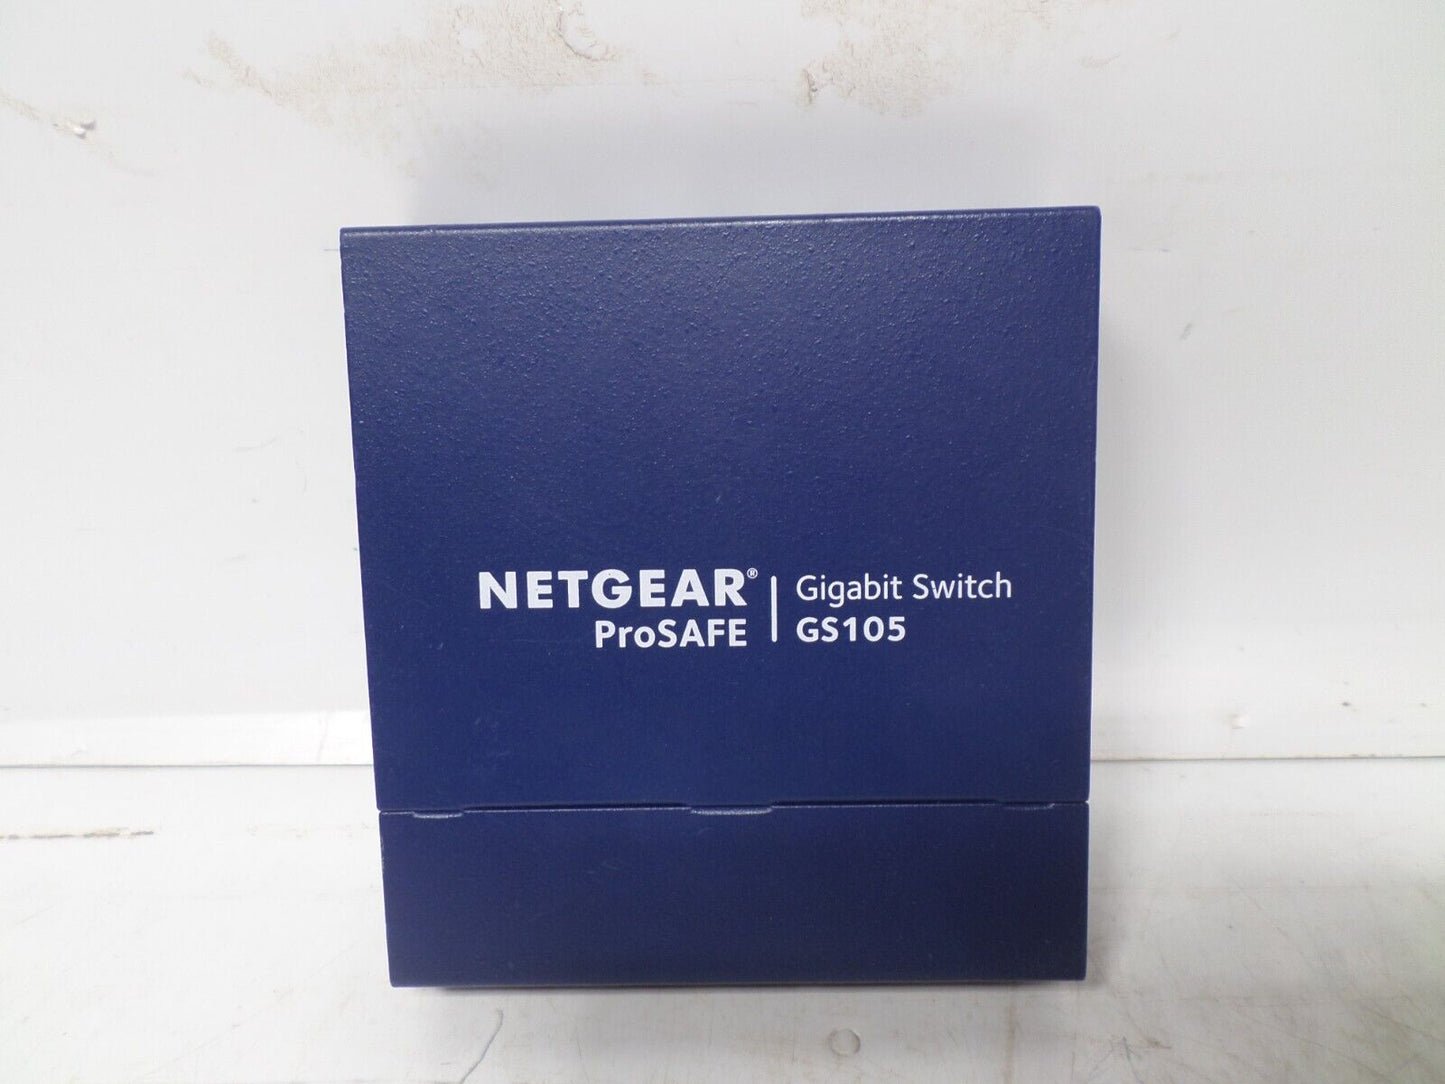 NETGEAR® | Gigabit Switch
ProSAFE | GS105